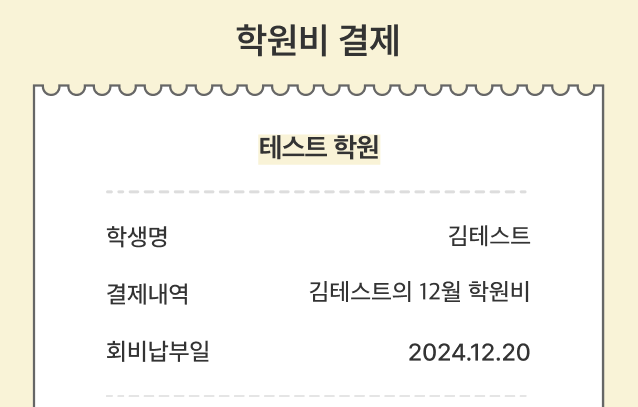 학원비 결제
테스트 학원
학생명 김테스트
결제내역 김테스트의 12월 학원비
회비납부일 2024.12.20